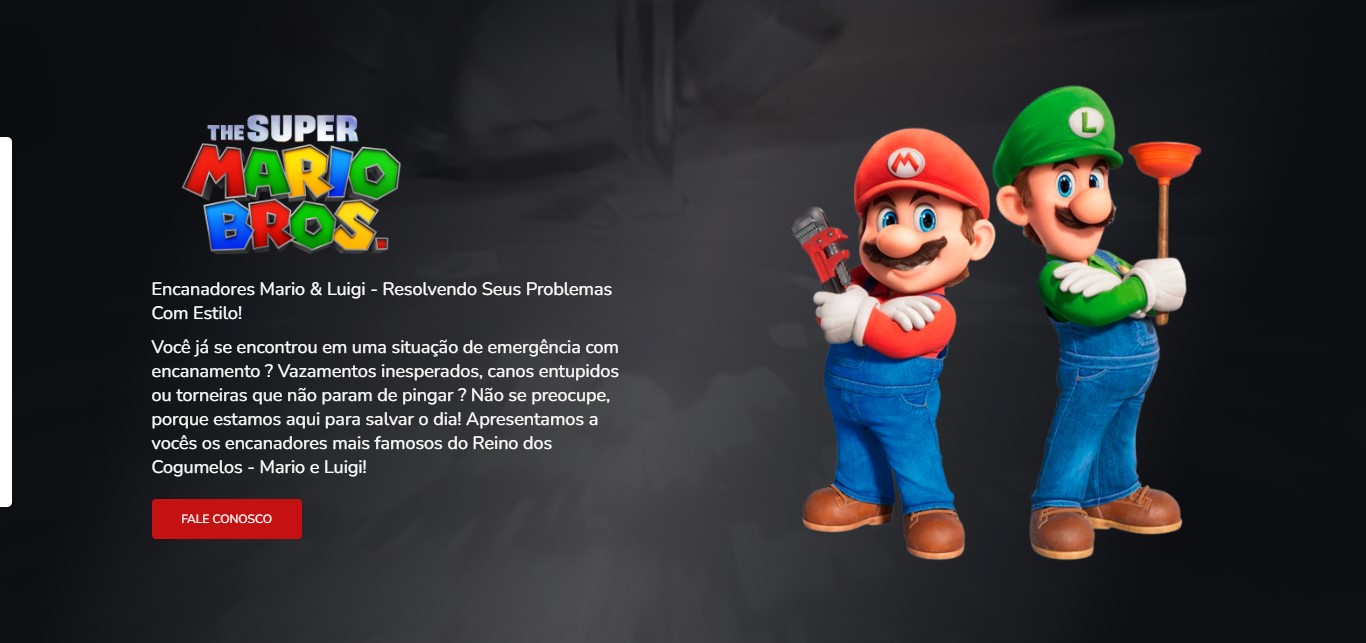 THE SUPER
MARIO
BROS.
Encanadores Mario & Luigi - Resolvendo Seus Problemas
Com Estilo!
Você já se encontrou em uma situação de emergência com
encanamento ? Vazamentos inesperados, canos entupidos
ou torneiras que não param de pingar ? Não se preocupe,
porque estamos aqui para salvar o dia! Apresentamos a
vocês os encanadores mais famosos do Reino dos
Cogumelos - Mario e Luigi!
FALE CONOSCO
M
L